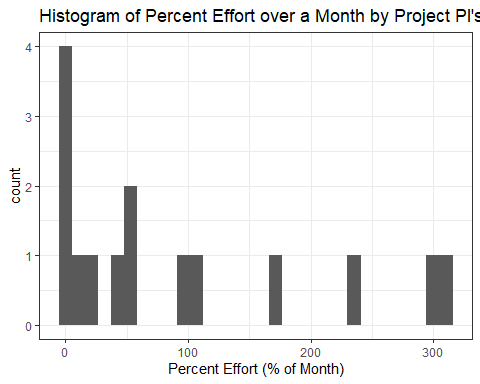 Histogram of Percent Effort over a Month by Project PI's
4
3
2
1
0
count
0 100 200 300
Percent Effort (% of Month)